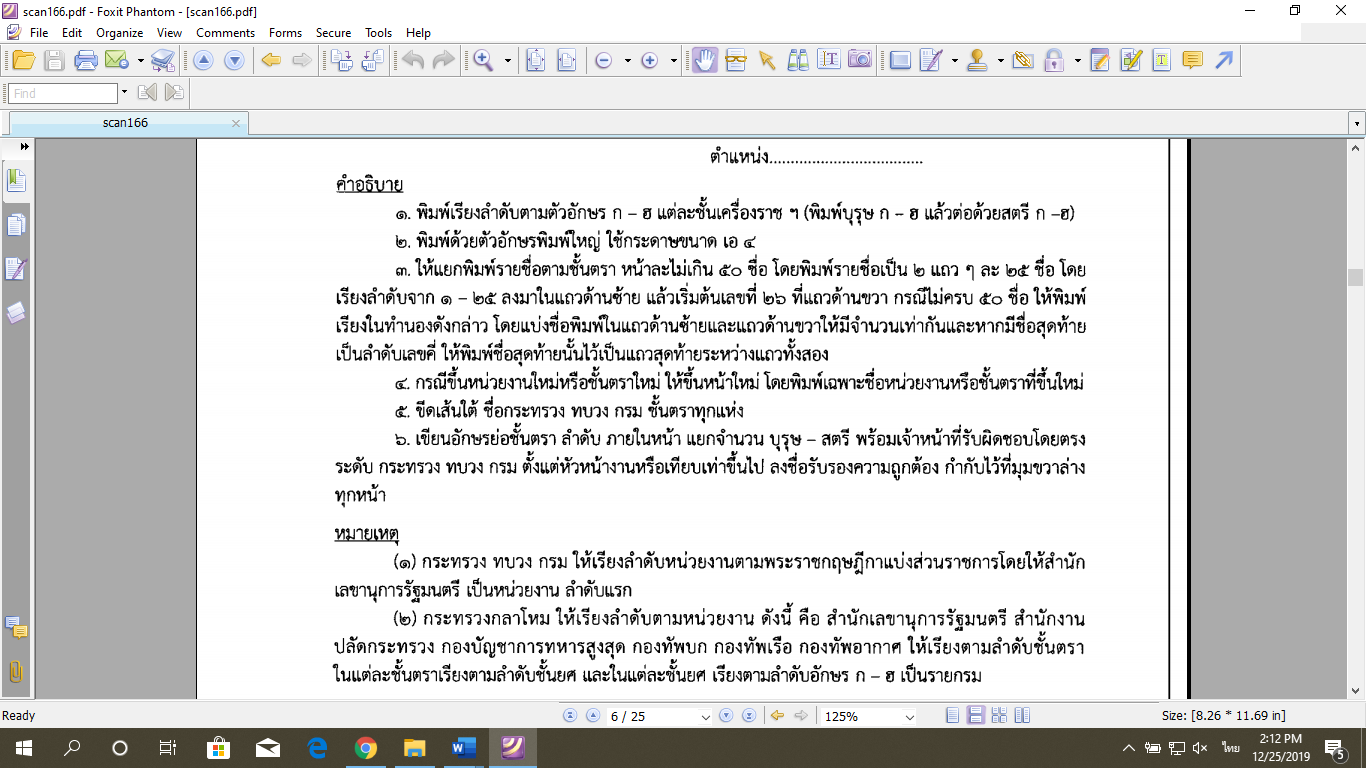 scan166.pdf - Foxit Phantom - [scan166.pdf]
File Edit Organize View Comments Forms Secure Tools Help
Find
scan166
ตำแหน่ง....................................
คำอธิบาย
๑. พิมพ์เรียงลำดับตามตัวอักษร ก – ฮ แต่ละชั้นเครื่องราช ฯ (พิมพ์บุรุษ ก – ฮ แล้วต่อด้วยสตรี ก –ฮ)
๒. พิมพ์ด้วยตัวอักษรพิมพ์ใหญ่ ใช้กระดาษขนาด เอ ๔
๓. ให้แยกพิมพ์รายชื่อตามชั้นตรา หน้าละไม่เกิน ๕๐ ชื่อ โดยพิมพ์รายชื่อเป็น ๒ แถว ๆ ละ ๒๕ ชื่อ โดย
เรียงลำดับจาก ๑ – ๒๕ ลงมาในแถวด้านซ้าย แล้วเริ่มต้นเลขที่ ๒๖ ที่แถวด้านขวา กรณีไม่ครบ ๕๐ ชื่อ ให้พิมพ์
เรียงในทำนองดังกล่าว โดยแบ่งชื่อพิมพ์ในแถวด้านซ้ายและแถวด้านขวาให้มีจำนวนเท่ากันและหากมีชื่อสุดท้าย
เป็นลำดับเลขคี่ ให้พิมพ์ชื่อสุดท้ายนั้นไว้เป็นแถวสุดท้ายระหว่างแถวทั้งสอง
๔. กรณีขึ้นหน่วยงานใหม่หรือชั้นตราใหม่ ให้ขึ้นหน้าใหม่ โดยพิมพ์เฉพาะชื่อหน่วยงานหรือชั้นตราที่ขึ้นใหม่
๕. ขีดเส้นใต้ ชื่อกระทรวง ทบวง กรม ชั้นตราทุกแห่ง
๖. เขียนอักษรย่อชั้นตรา ลำดับ ภายในหน้า แยกจำนวน บุรุษ – สตรี พร้อมเจ้าหน้าที่รับผิดชอบโดยตรง
ระดับ กระทรวง ทบวง กรม ตั้งแต่หัวหน้างานหรือเทียบเท่าขึ้นไป ลงชื่อรับรองความถูกต้อง กำกับไว้ที่มุมขวาล่าง
ทุกหน้า
หมายเหตุ
(๑) กระทรวง ทบวง กรม ให้เรียงลำดับหน่วยงานตามพระราชกฤษฎีกาแบ่งส่วนราชการโดยให้สำนัก
เลขานุการรัฐมนตรี เป็นหน่วยงาน ลำดับแรก
(๒) กระทรวงกลาโหม ให้เรียงลำดับตามหน่วยงาน ดังนี้ คือ สำนักเลขานุการรัฐมนตรี สำนักงาน
ปลัดกระทรวง กองบัญชาการทหารสูงสุด กองทัพบก กองทัพเรือ กองทัพอากาศ ให้เรียงตามลำดับชั้นตรา
ในแต่ละชั้นตราเรียงตามลำดับชั้นยศ และในแต่ละชั้นยศ เรียงตามลำดับอักษร ก – ฮ เป็นรายกรม
Ready 6 / 25 125% Size: [8.26 * 11.69 in]
ไทย 2:12 PM
12/25/2019 5